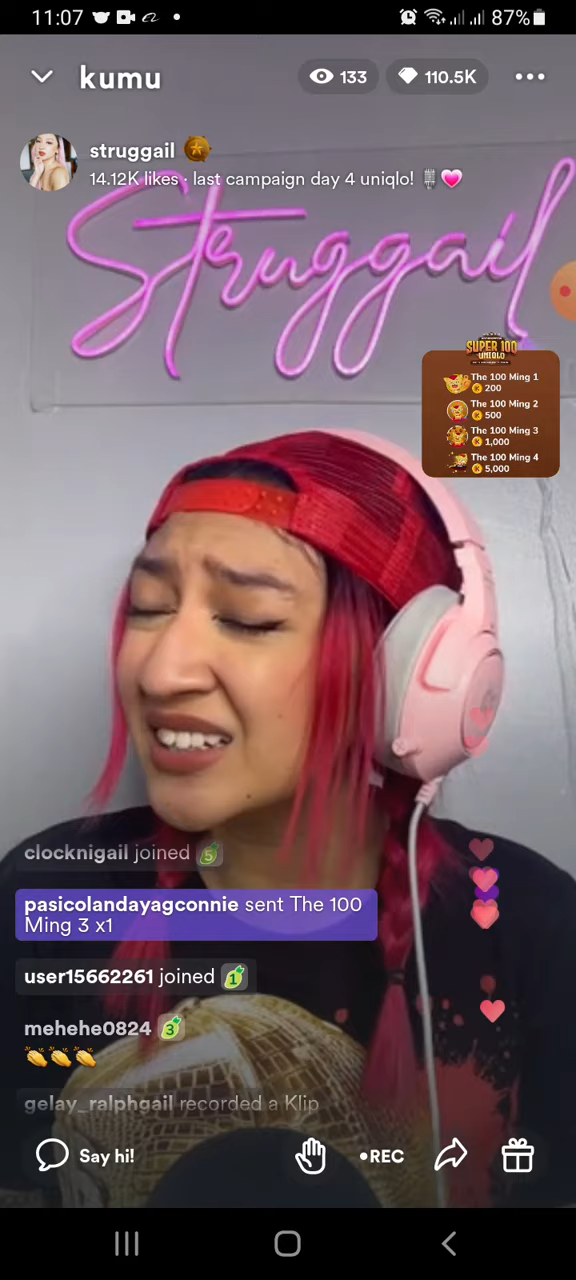 11:07
87%
kumu
133
110.5K
struggail
14.12K likes · last campaign day 4 uniqlo! 🎙️💗
Struggail
SUPER 100
UNIQLO
The 100 Ming 1
200
The 100 Ming 2
500
The 100 Ming 3
1,000
The 100 Ming 4
5,000
clocknigail joined 5
pasicolandayagconnie sent The 100
Ming 3 x1
user15662261 joined 1
mehehe0824 3
👏👏👏
gelay_ralphgail recorded a Klip
Say hi!
•REC